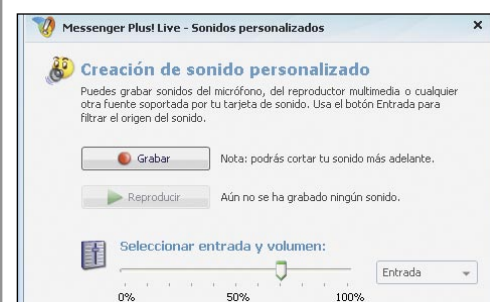 Messenger Plus! Live - Sonidos personalizados
Creación de sonido personalizado
Puedes grabar sonidos del micrófono, del reproductor multimedia o cualquier
otra fuente soportada por tu tarjeta de sonido. Usa el botón Entrada para
filtrar el origen del sonido.
Grabar Nota: podrás cortar tu sonido más adelante.
Reproducir Aún no se ha grabado ningún sonido.
Seleccionar entrada y volumen:
Entrada
0% 50% 100%